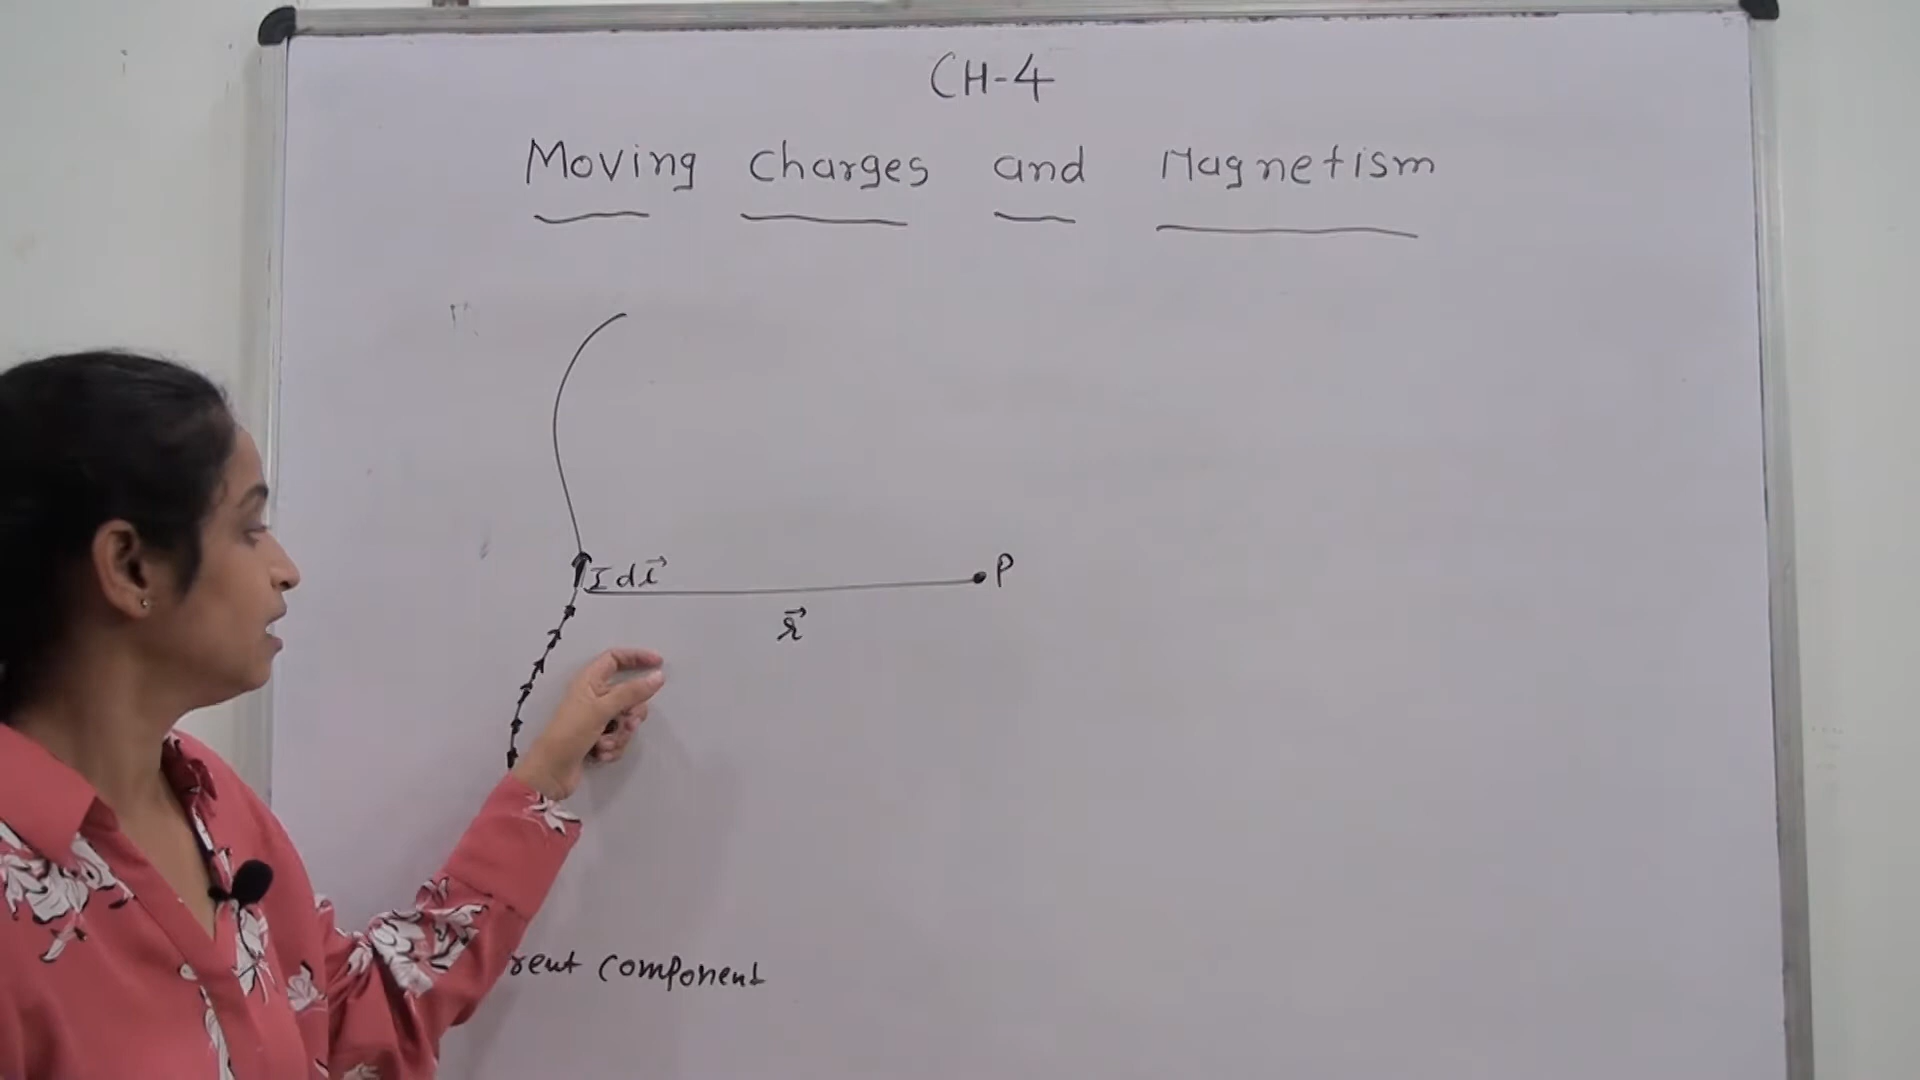 CH-4
Moving charges and Magnetism
I dl⃗ P
r⃗
rent component